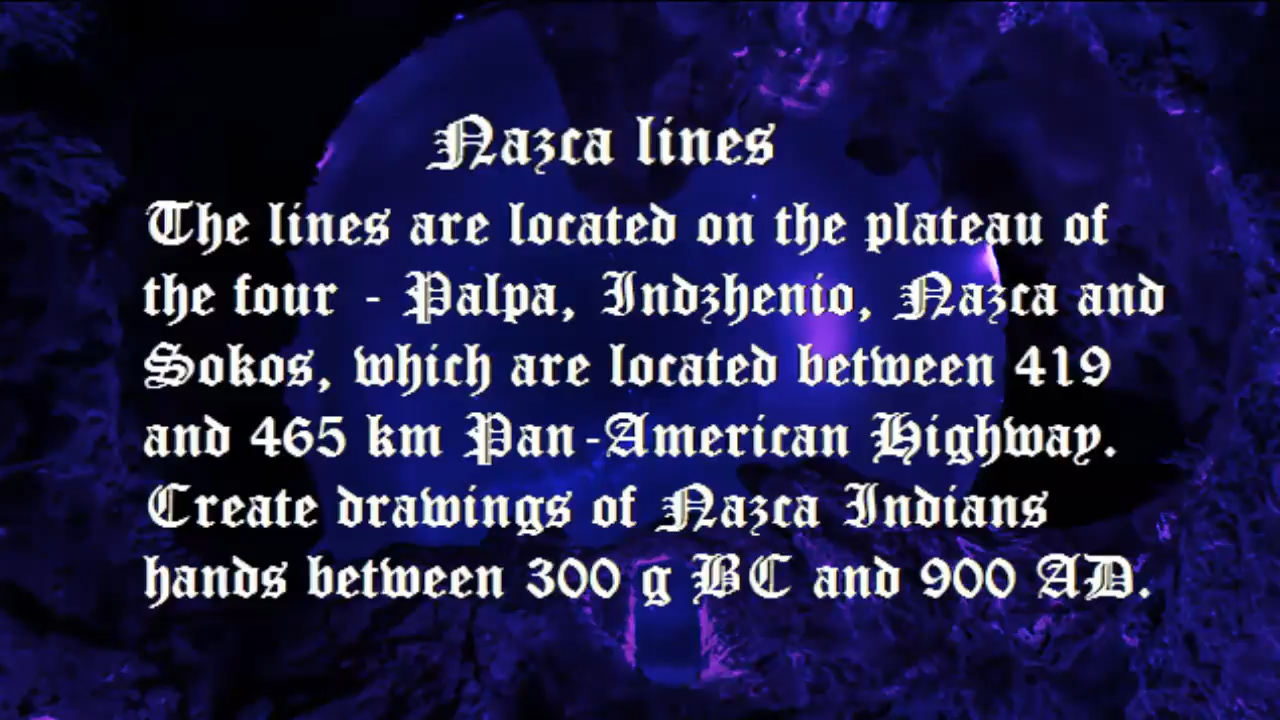 Nazca lines
The lines are located on the plateau of
the four - Palpa, Indzhenio, Nazca and
Sokos, which are located between 419
and 465 km Pan-American Highway.
Create drawings of Nazca Indians
hands between 300 g BC and 900 AD.